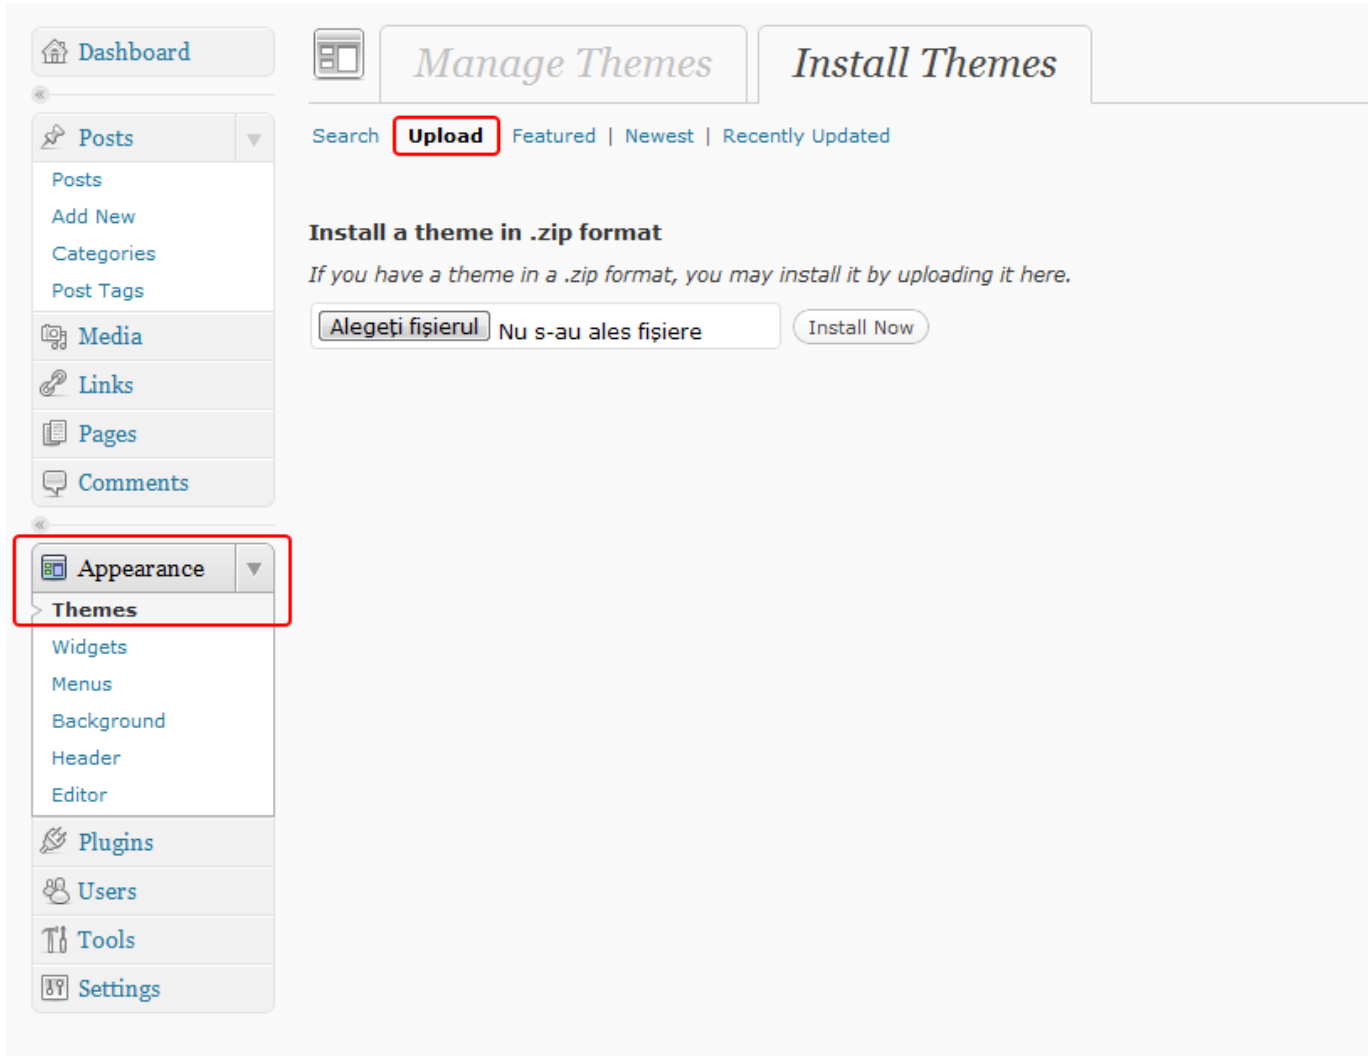 Dashboard
Posts
Posts
Add New
Categories
Post Tags
Media
Links
Pages
Comments
Appearance
Themes
Widgets
Menus
Background
Header
Editor
Plugins
Users
Tools
Settings
Manage Themes
Install Themes
Search Upload Featured | Newest | Recently Updated
Install a theme in .zip format
If you have a theme in a .zip format, you may install it by uploading it here.
Alegeți fișierul Nu s-au ales fișiere Install Now